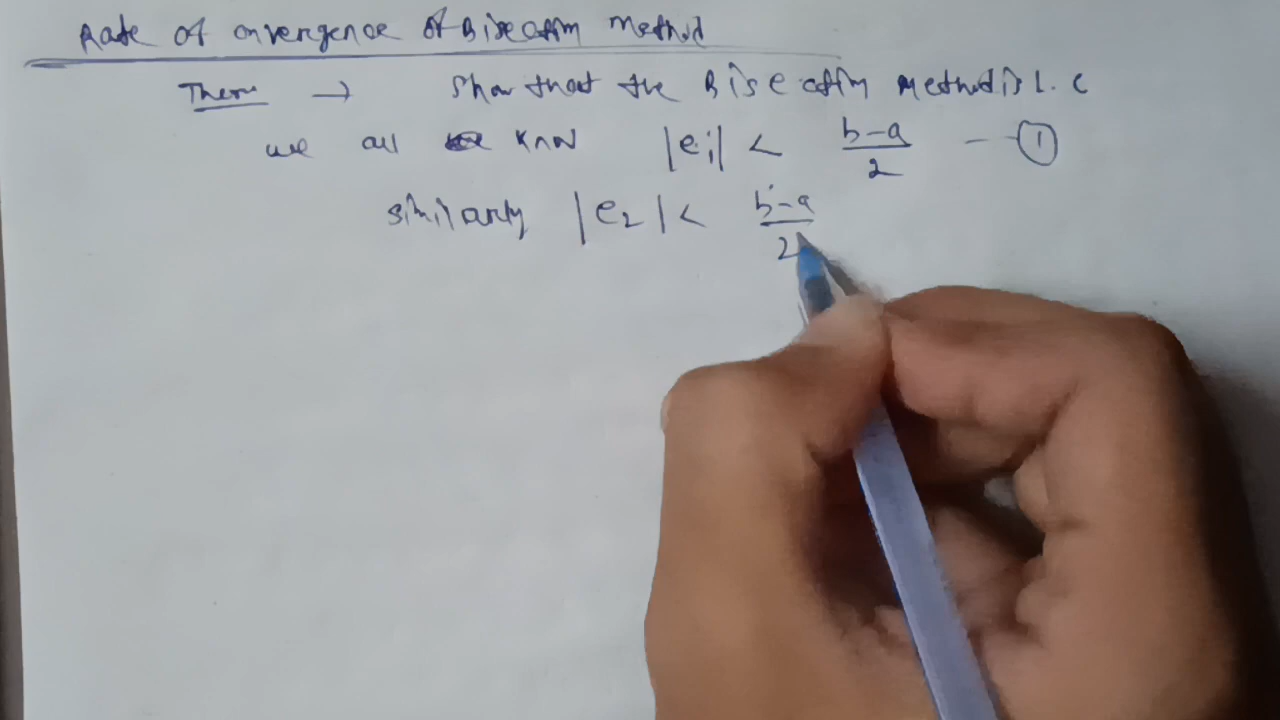 Rate of convergence of Bisection Method
Them → Show that the Bisection Method is L.C
we all know |e₁| < b-a/2 -- ①
similarly |e₂| < b-a/2